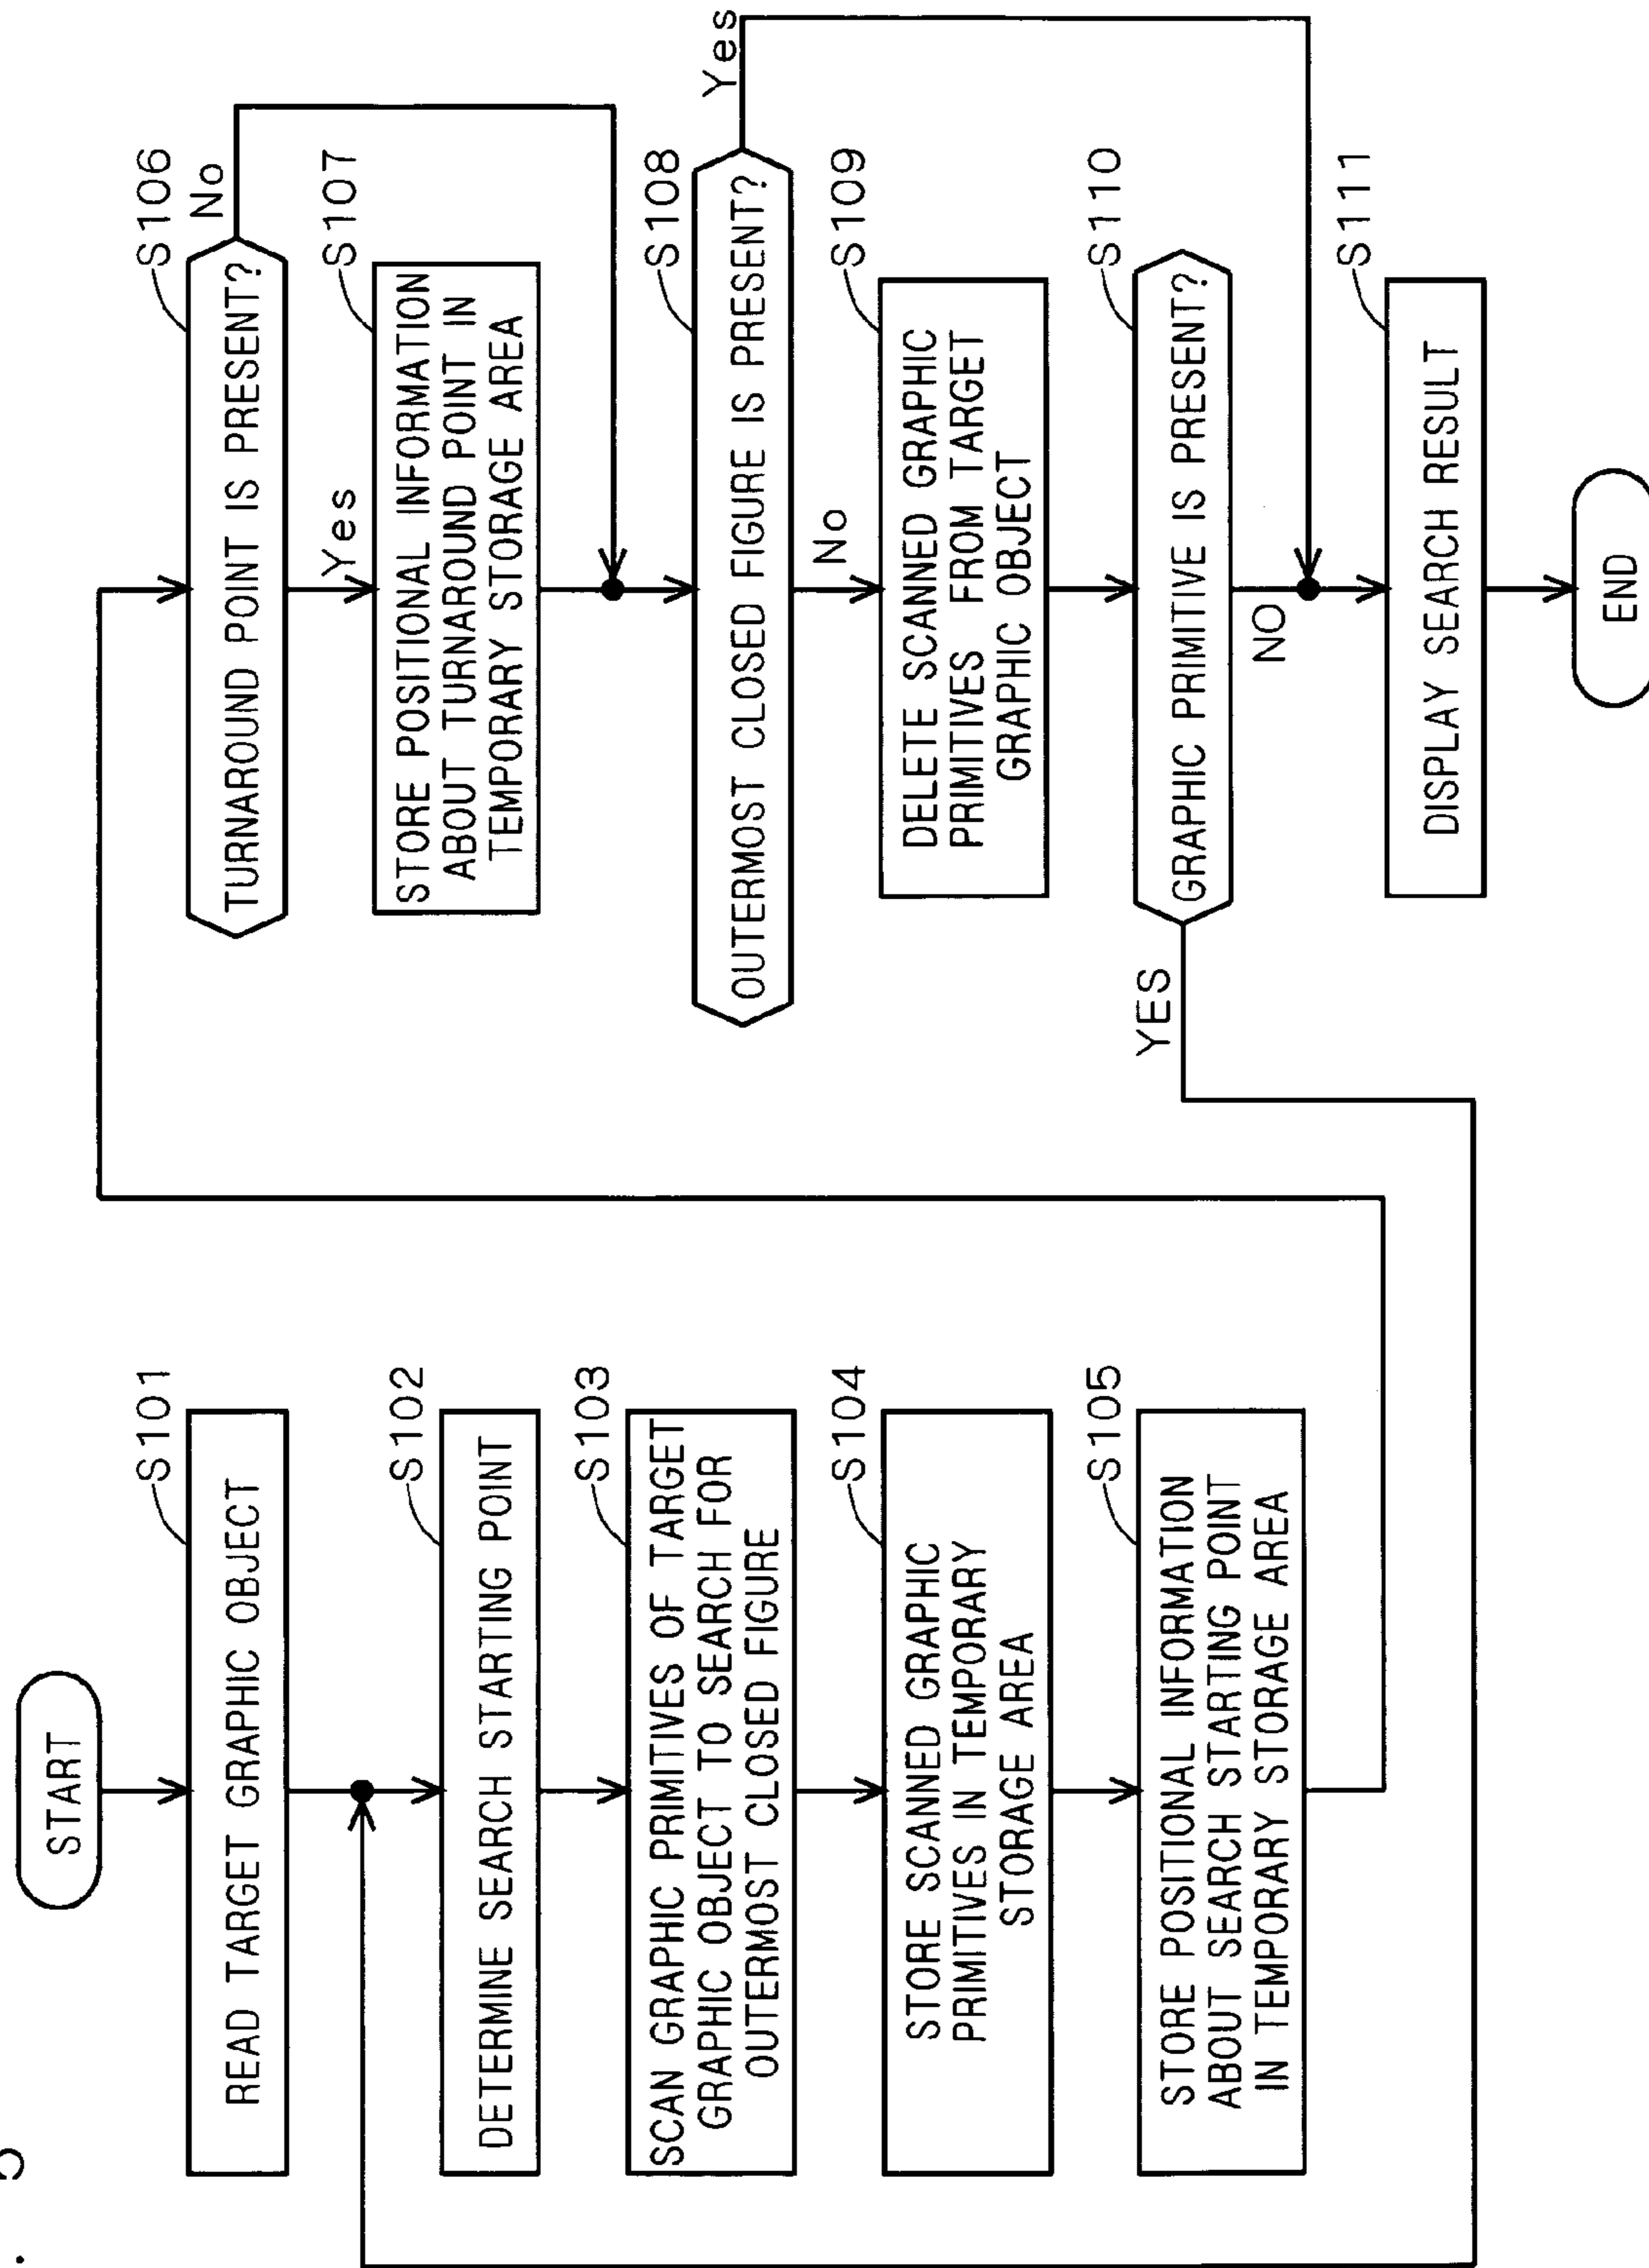 START
S101
READ TARGET GRAPHIC OBJECT
S102
DETERMINE SEARCH STARTING POINT
S103
SCAN GRAPHIC PRIMITIVES OF TARGET
GRAPHIC OBJECT TO SEARCH FOR
OUTERMOST CLOSED FIGURE
S104
STORE SCANNED GRAPHIC
PRIMITIVES IN TEMPORARY
STORAGE AREA
S105
STORE POSITIONAL INFORMATION
ABOUT SEARCH STARTING POINT
IN TEMPORARY STORAGE AREA
S106
TURNAROUND POINT IS PRESENT?
No
Yes
S107
STORE POSITIONAL INFORMATION
ABOUT TURNAROUND POINT IN
TEMPORARY STORAGE AREA
S108
OUTERMOST CLOSED FIGURE IS PRESENT?
Yes
No
S109
DELETE SCANNED GRAPHIC
PRIMITIVES FROM TARGET
GRAPHIC OBJECT
S110
GRAPHIC PRIMITIVE IS PRESENT?
YES
NO
S111
DISPLAY SEARCH RESULT
END